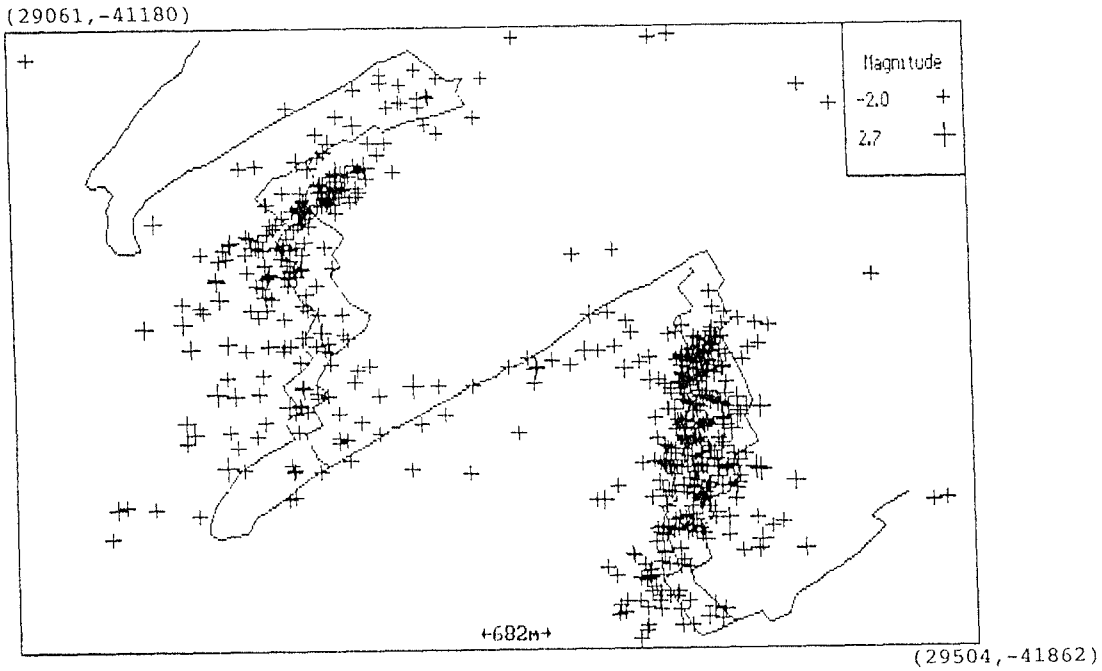 (29061,-41180)
Magnitude
-2.0 +
2.7 +
+682m+
(29504,-41862)